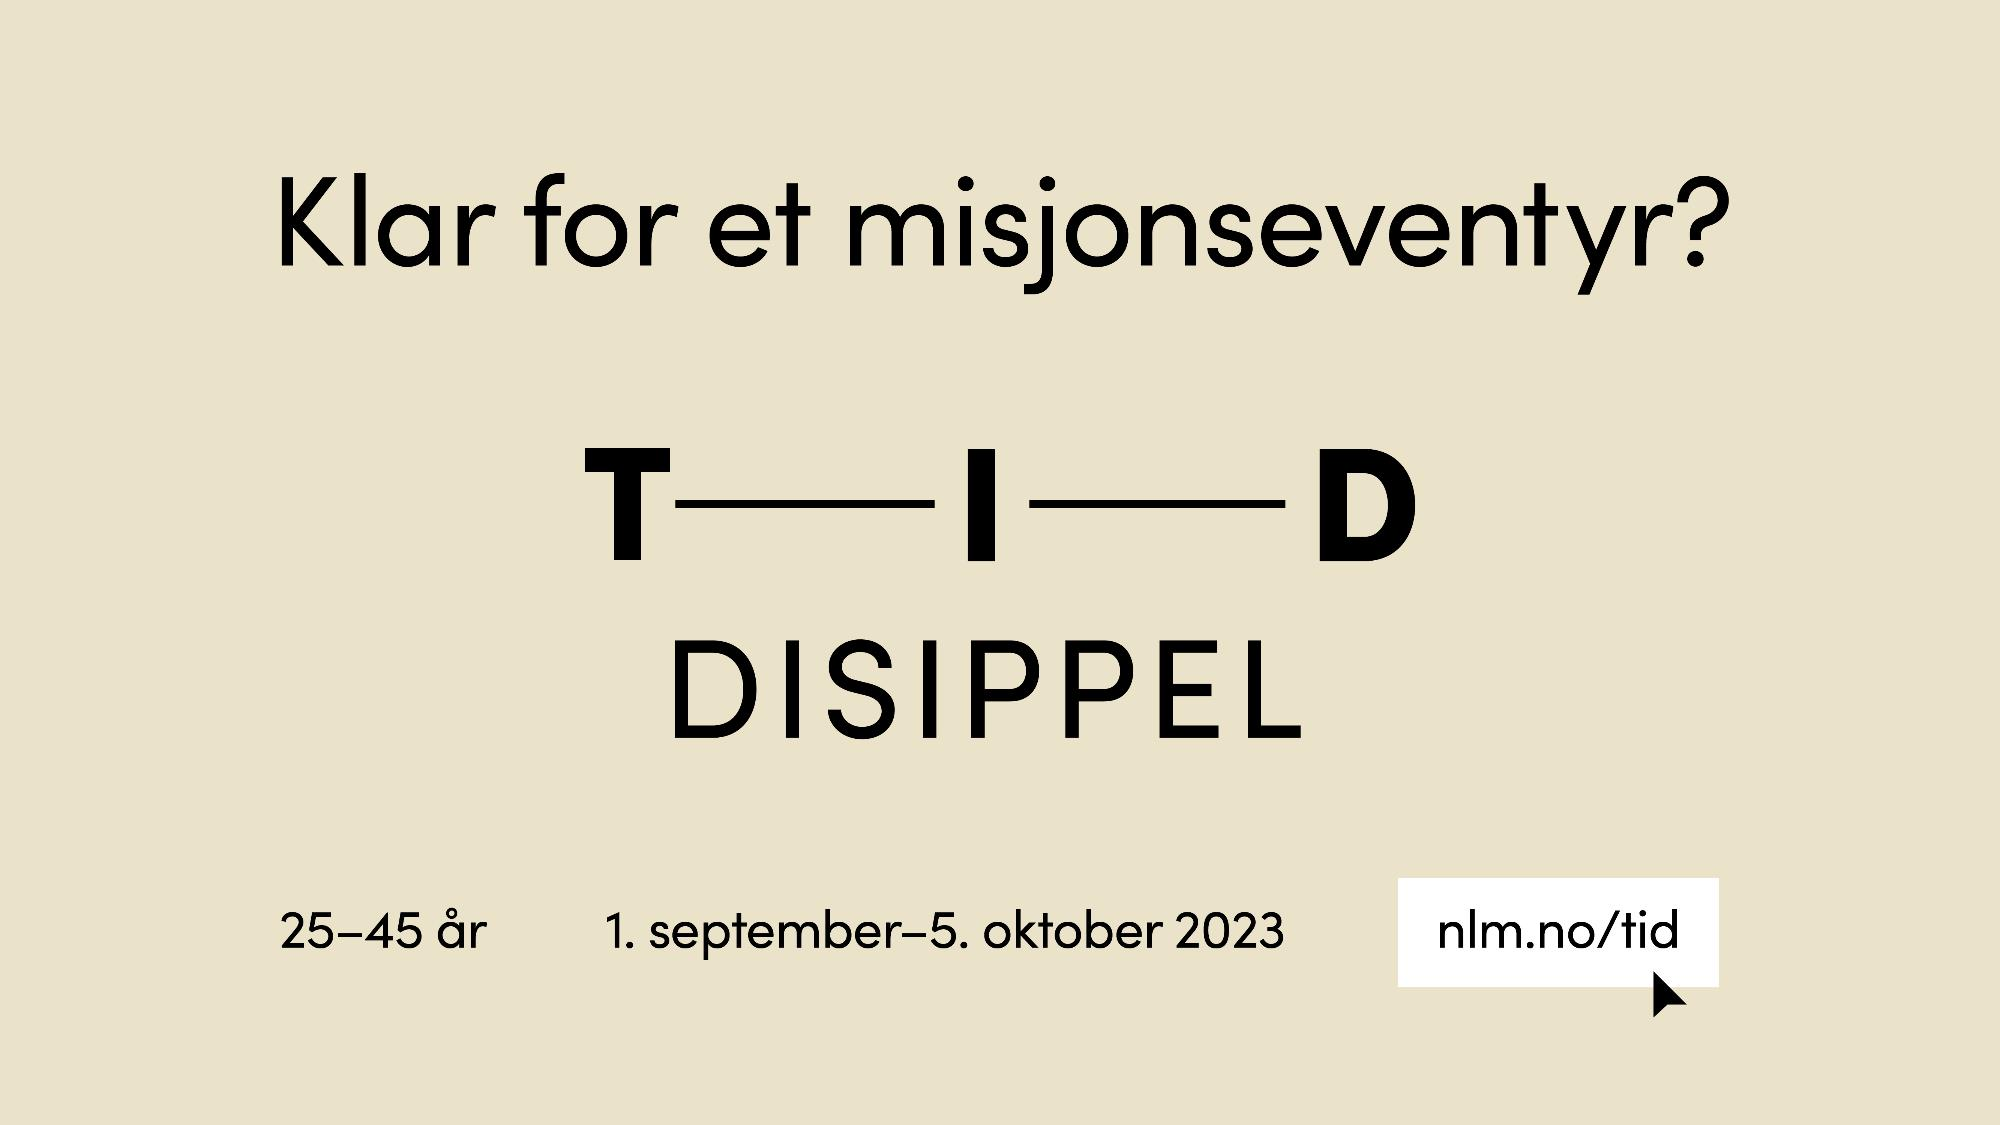 Klar for et misjonseventyr?
T—I—D
DISIPPEL
25–45 år
1. september–5. oktober 2023
nlm.no/tid